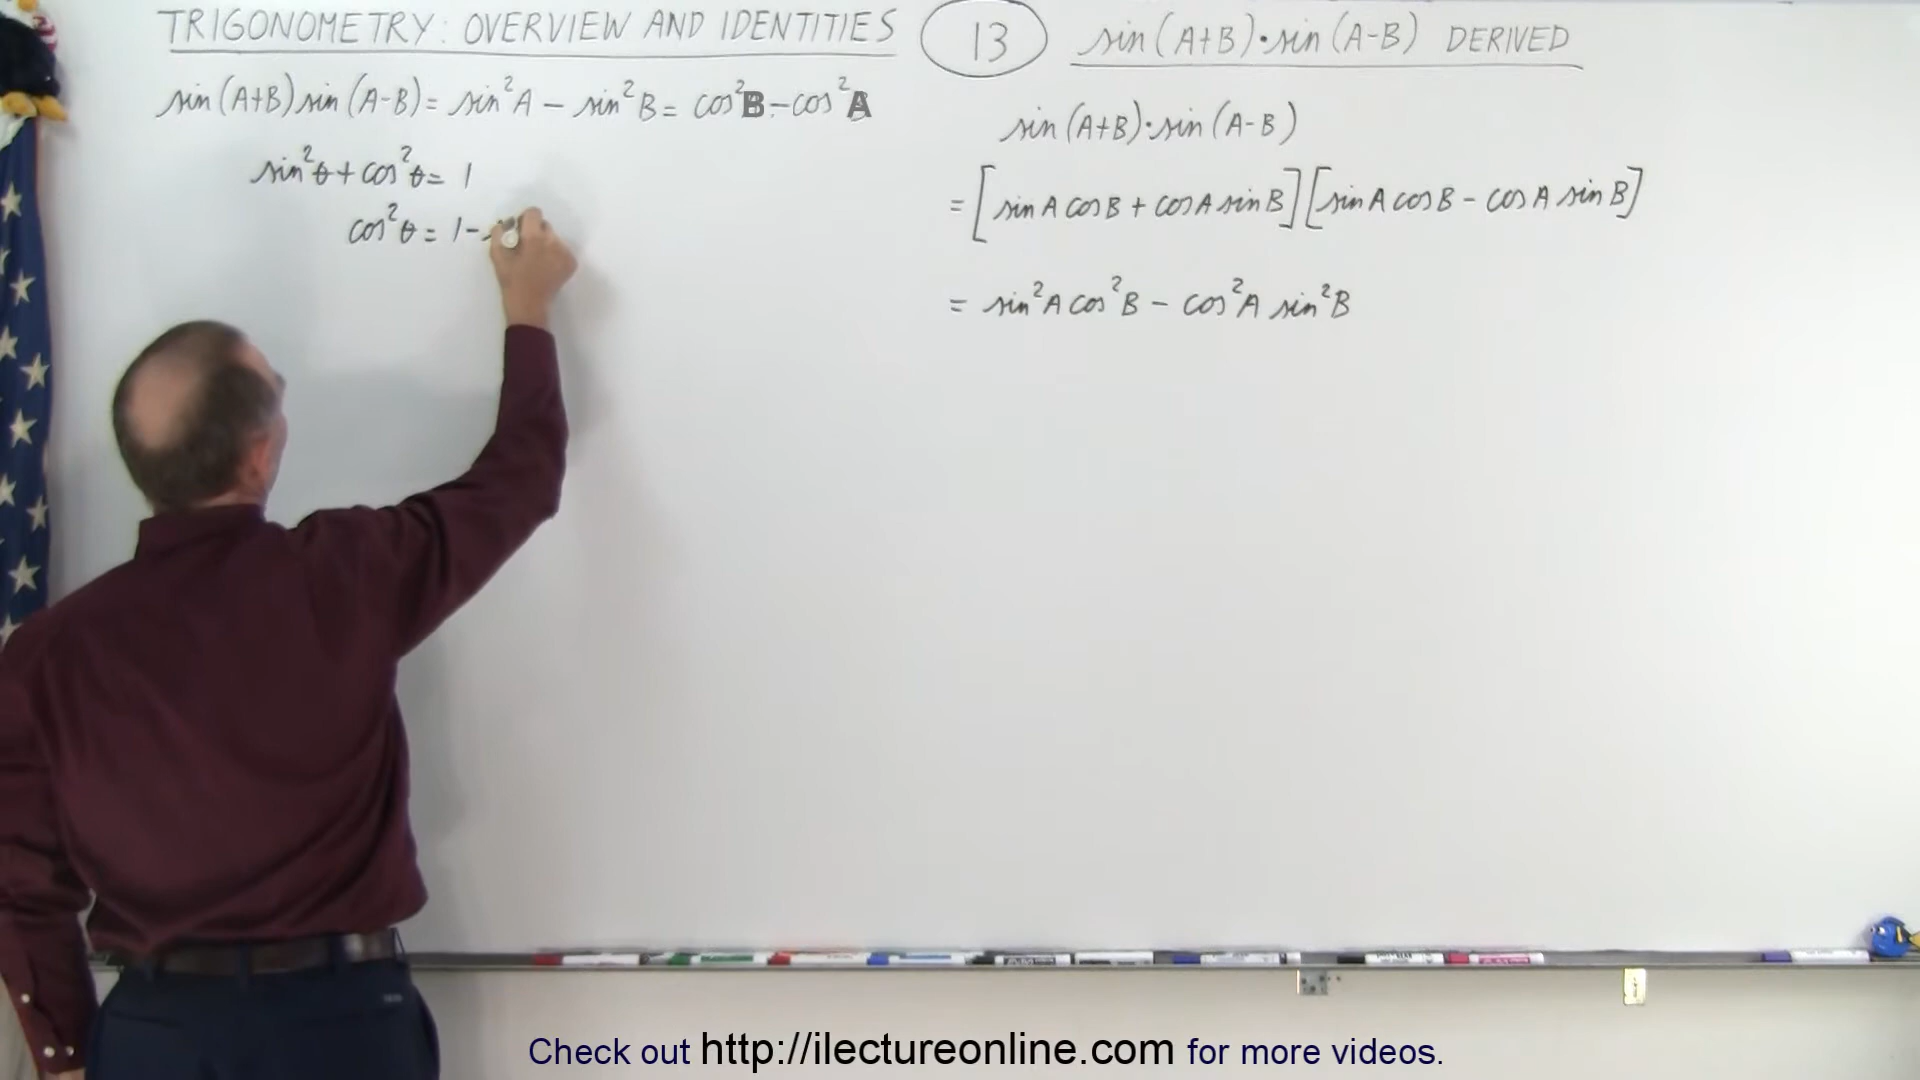 TRIGONOMETRY: OVERVIEW AND IDENTITIES
sin(A+B)sin(A-B) = sin²A - sin²B = cos²B - cos²A
sin²θ + cos²θ = 1
cos²θ = 1 -
13
sin(A+B)·sin(A-B) DERIVED
sin(A+B)·sin(A-B)
= [sin A cos B + cos A sin B][sin A cos B - cos A sin B]
= sin²A cos²B - cos²A sin²B
Check out http://ilectureonline.com for more videos.